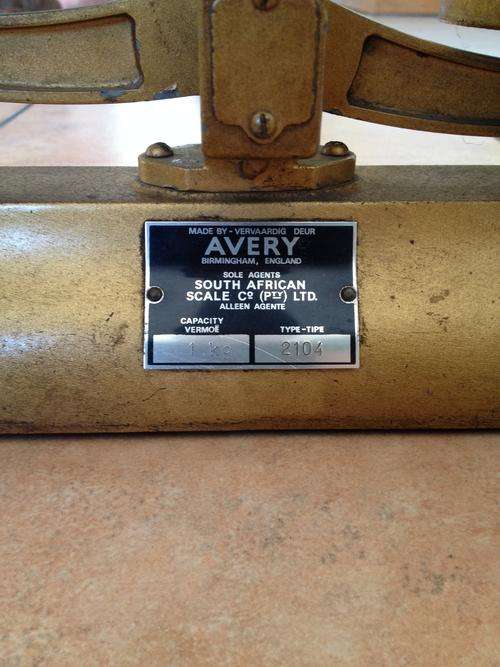 MADE BY - VERVAARDIG DEUR
AVERY
BIRMINGHAM, ENGLAND
SOLE AGENTS
SOUTH AFRICAN
SCALE Co (PTY) LTD.
ALLEEN AGENTE
CAPACITY
VERMOË
TYPE-TIPE
1 kg
2104